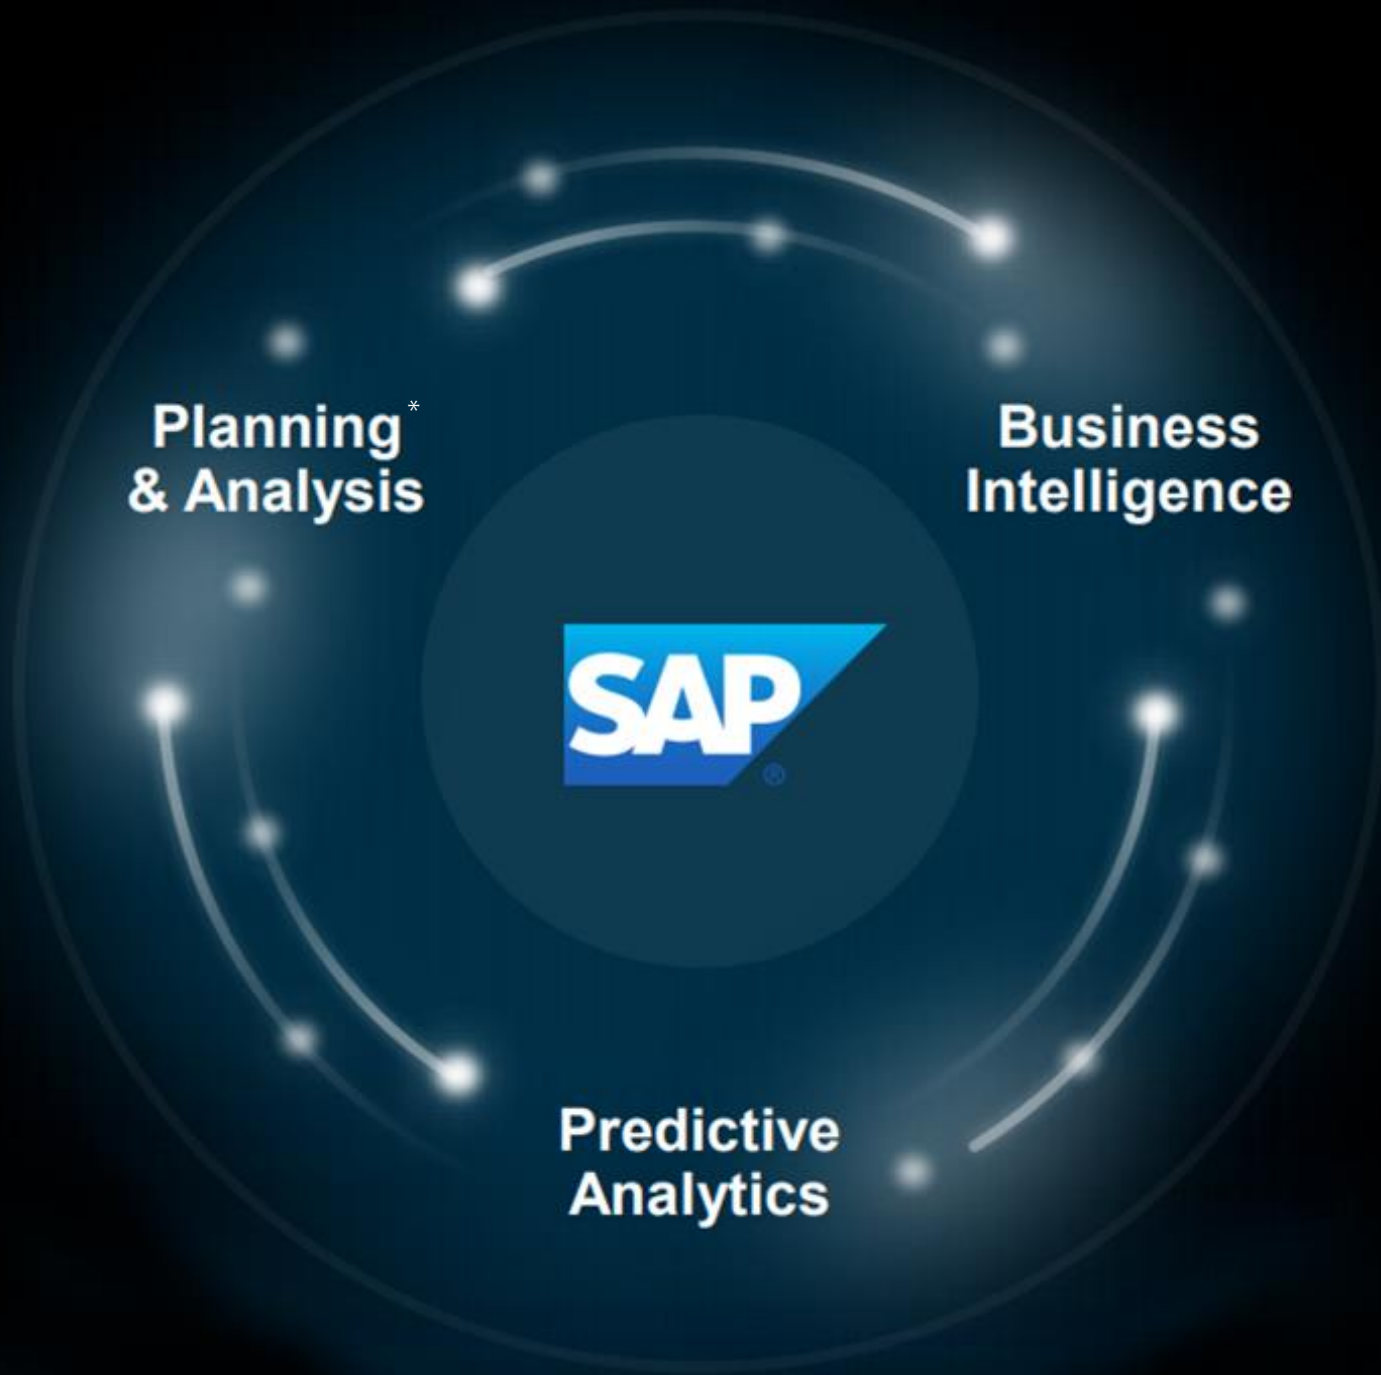 Planning*
& Analysis
Business
Intelligence
SAP
®
Predictive
Analytics